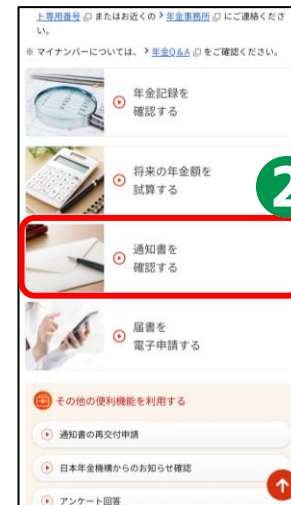 ト専用番号 またはお近くの 年金事務所 にご連絡くださ
い。
※ マイナンバーについては、 年金Q&A をご確認ください。
年金記録を
確認する
将来の年金額を
試算する
2
通知書を
確認する
届書を
電子申請する
その他の便利機能を利用する
通知書の再交付申請
日本年金機構からのお知らせ確認
アンケート回答